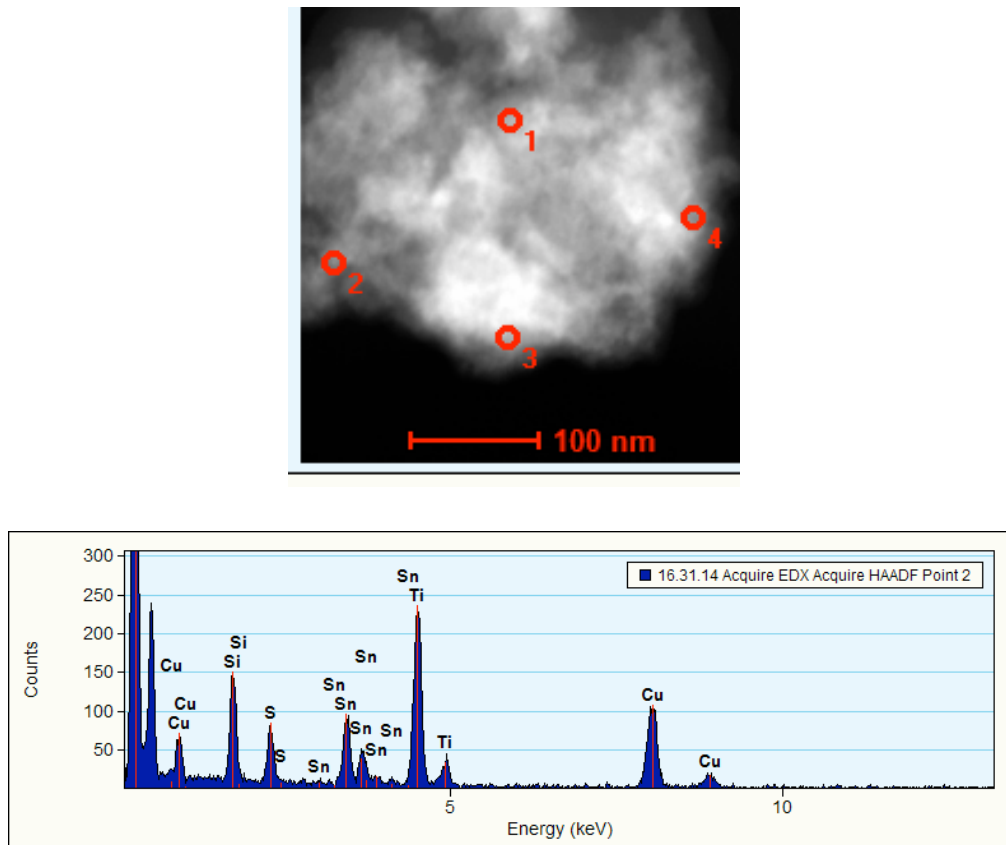 1
4
2
3
100 nm
300
250
200
150
100
50
Counts
16.31.14 Acquire EDX Acquire HAADF Point 2
Sn
Ti
Si
Si
Sn
Cu
Cu
Cu
S
S
Sn
Sn
Sn
Sn
Sn
Sn
Ti
Cu
Cu
5
10
Energy (keV)